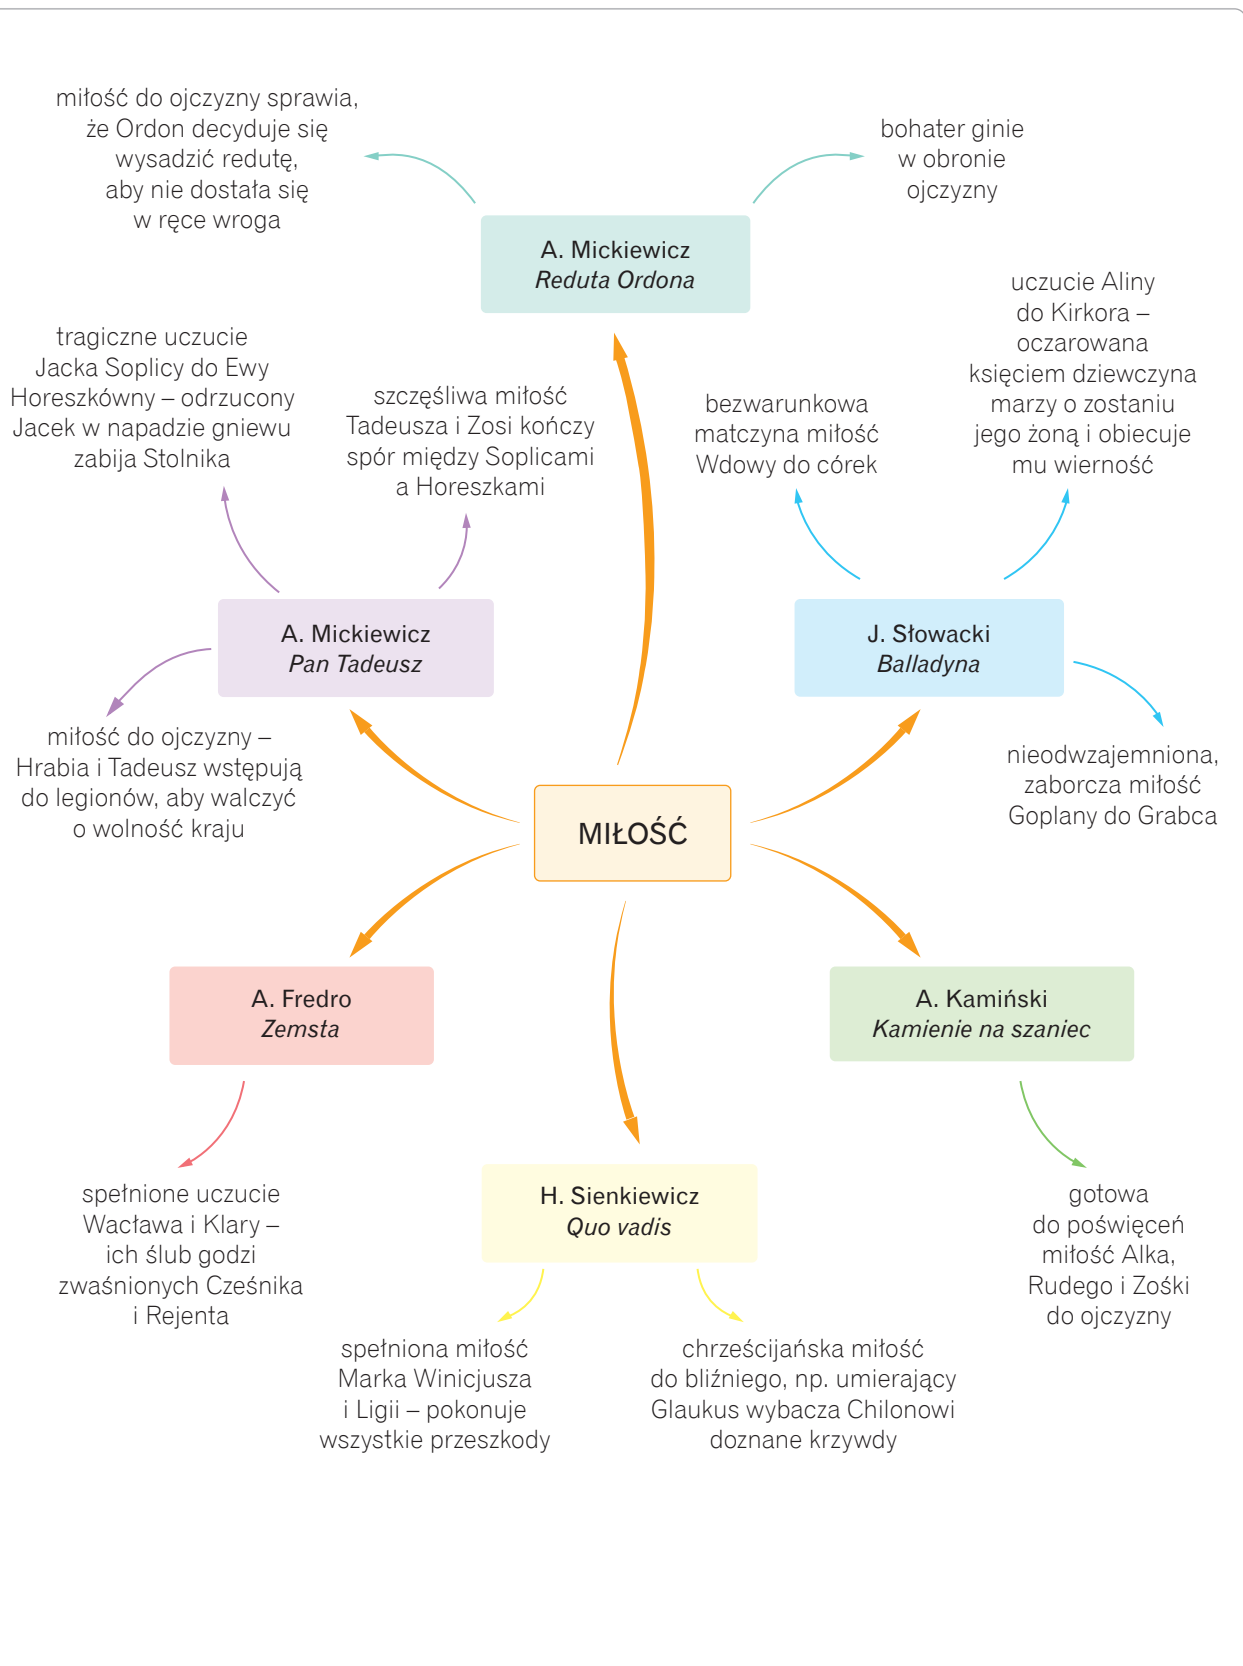 miłość do ojczyzny sprawia,
że Ordon decyduje się
wysadzić redutę,
aby nie dostała się
w ręce wroga
bohater ginie
w obronie
ojczyzny
A. Mickiewicz
Reduta Ordona
tragiczne uczucie
Jacka Soplicy do Ewy
Horeszkówny – odrzucony
Jacek w napadzie gniewu
zabija Stolnika
szczęśliwa miłość
Tadeusza i Zosi kończy
spór między Soplicami
a Horeszkami
bezwarunkowa
matczyna miłość
Wdowy do córek
uczucie Aliny
do Kirkora –
oczarowana
księciem dziewczyna
marzy o zostaniu
jego żoną i obiecuje
mu wierność
A. Mickiewicz
Pan Tadeusz
J. Słowacki
Balladyna
miłość do ojczyzny –
Hrabia i Tadeusz wstępują
do legionów, aby walczyć
o wolność kraju
nieodwzajemniona,
zaborcza miłość
Goplany do Grabca
MIŁOŚĆ
A. Fredro
Zemsta
A. Kamiński
Kamienie na szaniec
H. Sienkiewicz
Quo vadis
spełnione uczucie
Wacława i Klary –
ich ślub godzi
zwaśnionych Cześnika
i Rejenta
gotowa
do poświęceń
miłość Alka,
Rudego i Zośki
do ojczyzny
spełniona miłość
Marka Winicjusza
i Ligii – pokonuje
wszystkie przeszkody
chrześcijańska miłość
do bliźniego, np. umierający
Glaukus wybacza Chilonowi
doznane krzywdy